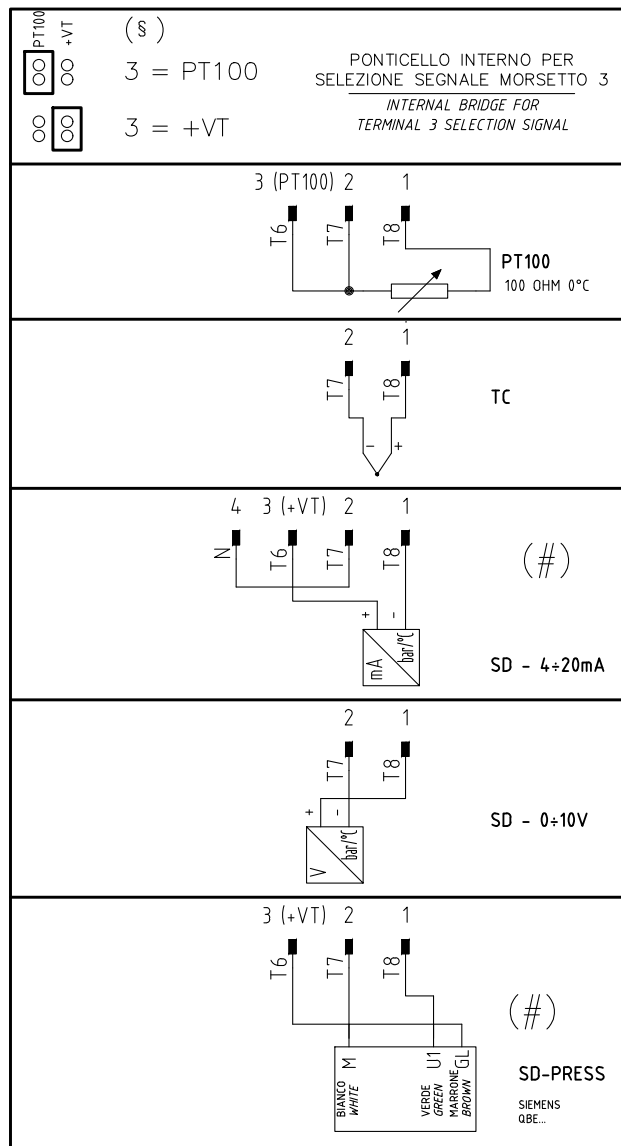 PT100
+VT
(§)
3 = PT100
3 = +VT
PONTICELLO INTERNO PER
SELEZIONE SEGNALE MORSETTO 3
INTERNAL BRIDGE FOR
TERMINAL 3 SELECTION SIGNAL
3 (PT100) 2 1
T6 T7 T8
PT100
100 OHM 0°C
2 1
T7 T8
TC
- +
4 3 (+VT) 2 1
N T6 T7 T8
(#)
+ -
mA bar/°C
SD - 4÷20mA
2 1
T7 T8
+ -
V bar/°C
SD - 0÷10V
3 (+VT) 2 1
T6 T7 T8
(#)
M U1 GL
BIANCO
WHITE
VERDE
GREEN
MARRONE
BROWN
SD-PRESS
SIEMENS
QBE...